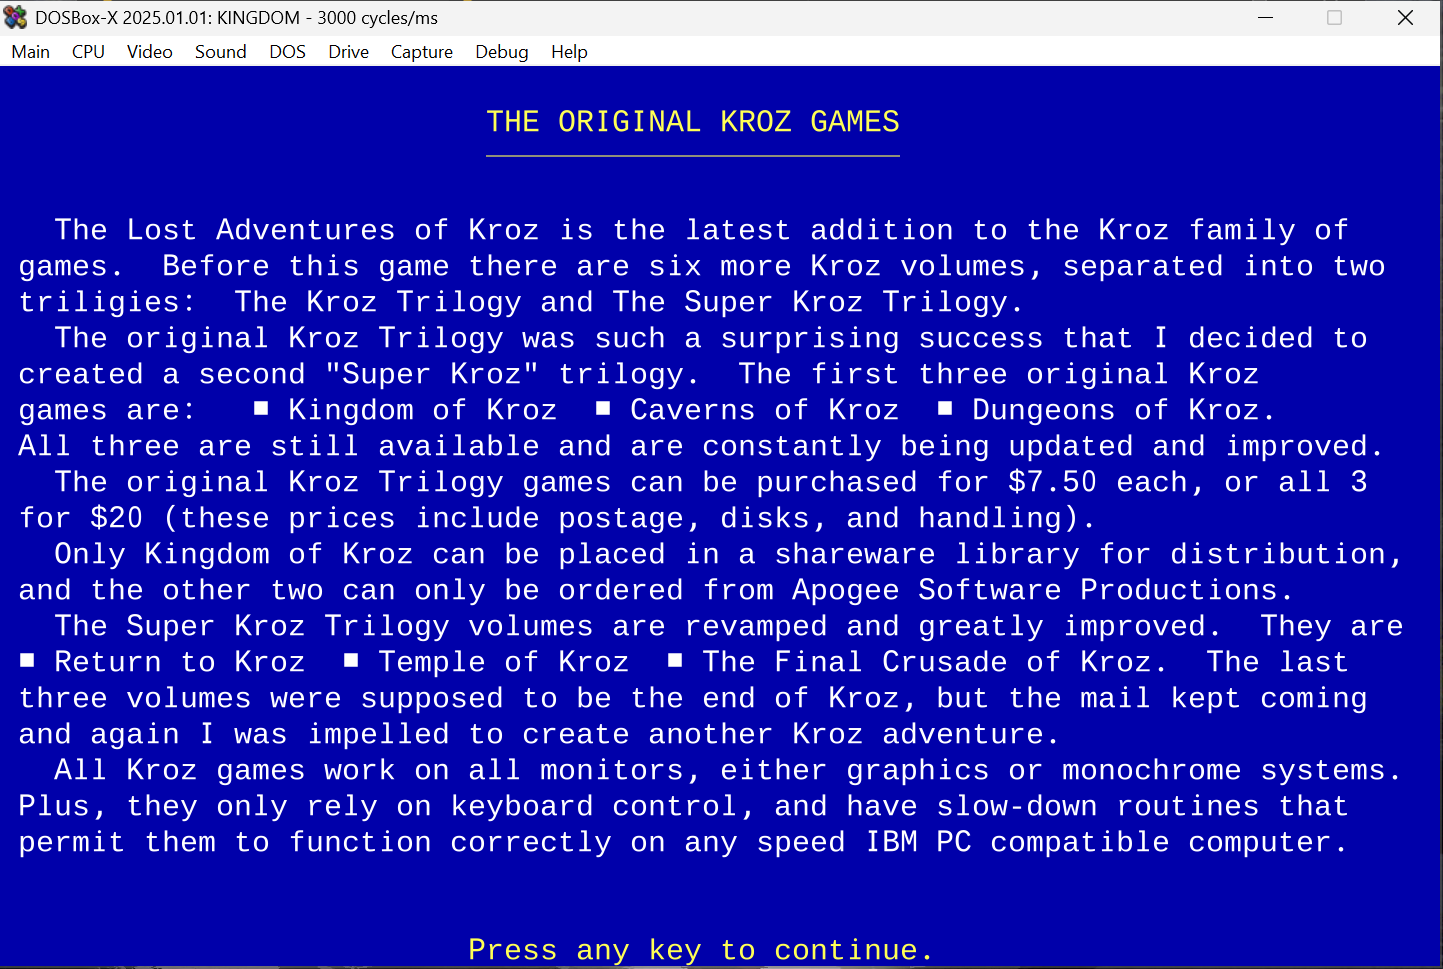 DOSBox-X 2025.01.01: KINGDOM - 3000 cycles/ms
Main CPU Video Sound DOS Drive Capture Debug Help
THE ORIGINAL KROZ GAMES
The Lost Adventures of Kroz is the latest addition to the Kroz family of
games.  Before this game there are six more Kroz volumes, separated into two
triligies:  The Kroz Trilogy and The Super Kroz Trilogy.
The original Kroz Trilogy was such a surprising success that I decided to
created a second "Super Kroz" trilogy.  The first three original Kroz
games are:   ■ Kingdom of Kroz  ■ Caverns of Kroz  ■ Dungeons of Kroz.
All three are still available and are constantly being updated and improved.
The original Kroz Trilogy games can be purchased for $7.50 each, or all 3
for $20 (these prices include postage, disks, and handling).
Only Kingdom of Kroz can be placed in a shareware library for distribution,
and the other two can only be ordered from Apogee Software Productions.
The Super Kroz Trilogy volumes are revamped and greatly improved.  They are
■ Return to Kroz  ■ Temple of Kroz  ■ The Final Crusade of Kroz.  The last
three volumes were supposed to be the end of Kroz, but the mail kept coming
and again I was impelled to create another Kroz adventure.
All Kroz games work on all monitors, either graphics or monochrome systems.
Plus, they only rely on keyboard control, and have slow-down routines that
permit them to function correctly on any speed IBM PC compatible computer.
Press any key to continue.